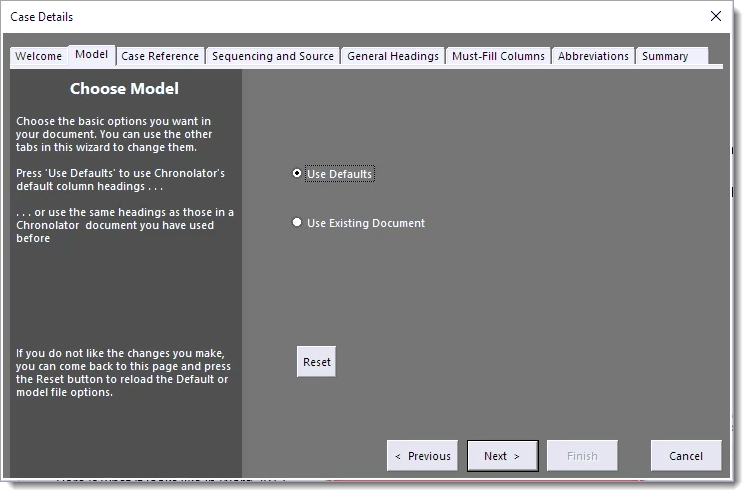 Case Details
Welcome Model Case Reference Sequencing and Source General Headings Must-Fill Columns Abbreviations Summary
Choose Model
Choose the basic options you want in
your document. You can use the other
tabs in this wizard to change them.
Press 'Use Defaults' to use Chronolator's
default column headings . . .
. . . or use the same headings as those in a
Chronolator document you have used
before
Use Defaults
Use Existing Document
If you do not like the changes you make,
you can come back to this page and press
the Reset button to reload the Default or
model file options.
Reset
< Previous Next > Finish Cancel